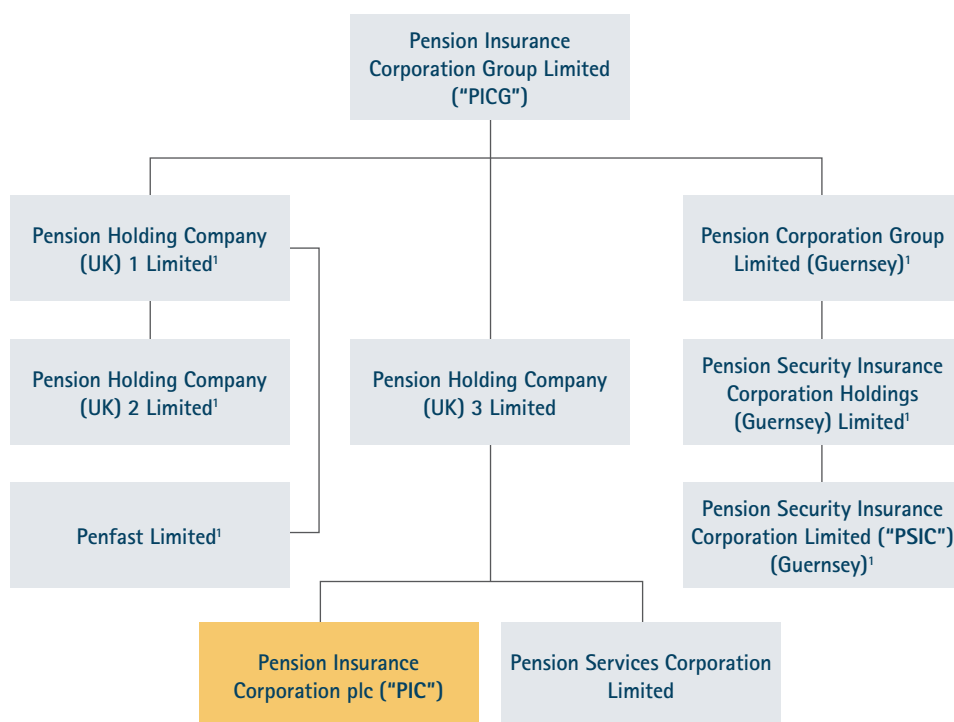 Pension Insurance
Corporation Group Limited
(“PICG”)
Pension Holding Company
(UK) 1 Limited¹
Pension Corporation Group
Limited (Guernsey)¹
Pension Holding Company
(UK) 2 Limited¹
Pension Holding Company
(UK) 3 Limited
Pension Security Insurance
Corporation Holdings
(Guernsey) Limited¹
Penfast Limited¹
Pension Security Insurance
Corporation Limited (“PSIC”)
(Guernsey)¹
Pension Insurance
Corporation plc (“PIC”)
Pension Services Corporation
Limited